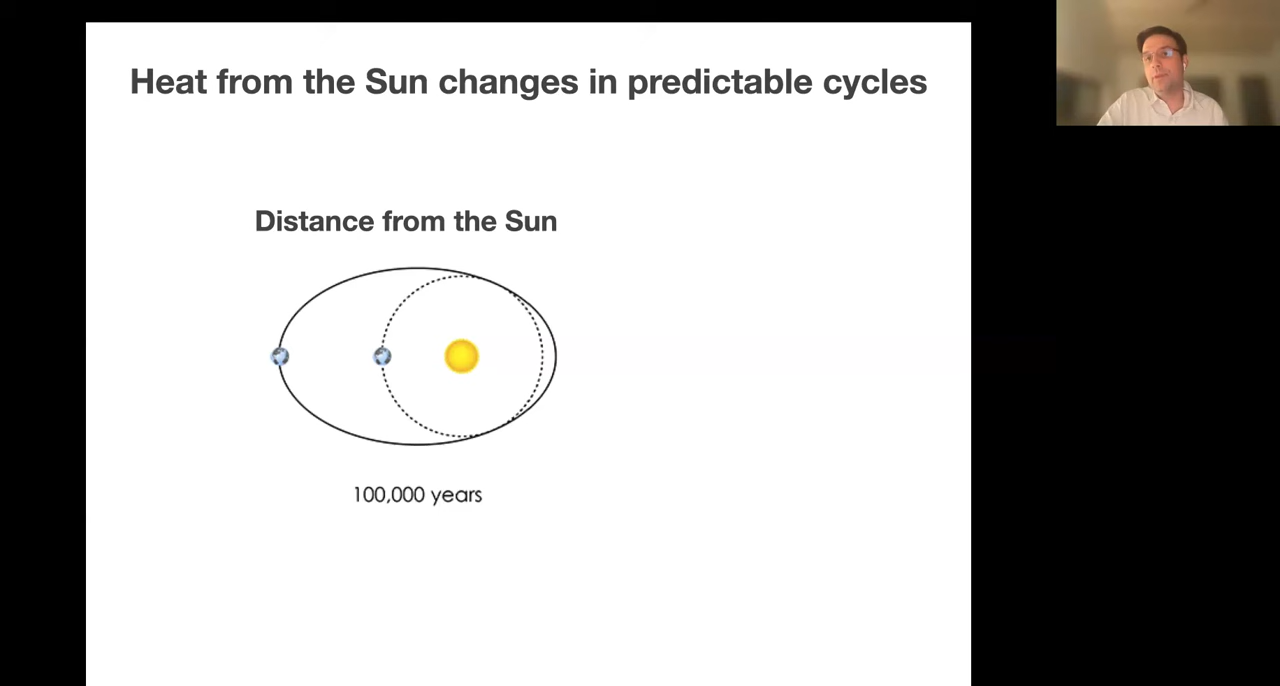 Heat from the Sun changes in predictable cycles
Distance from the Sun
100,000 years